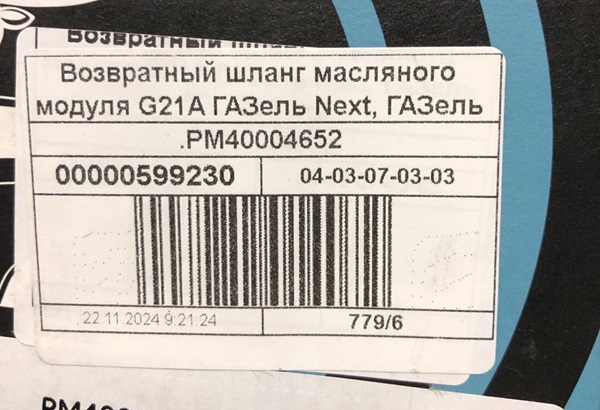 Возвратный
Возвратный шланг масляного
модуля G21A ГАЗель Next, ГАЗель
.PM40004652
00000599230 04-03-07-03-03
22.11.2024 9:21:24 779/6